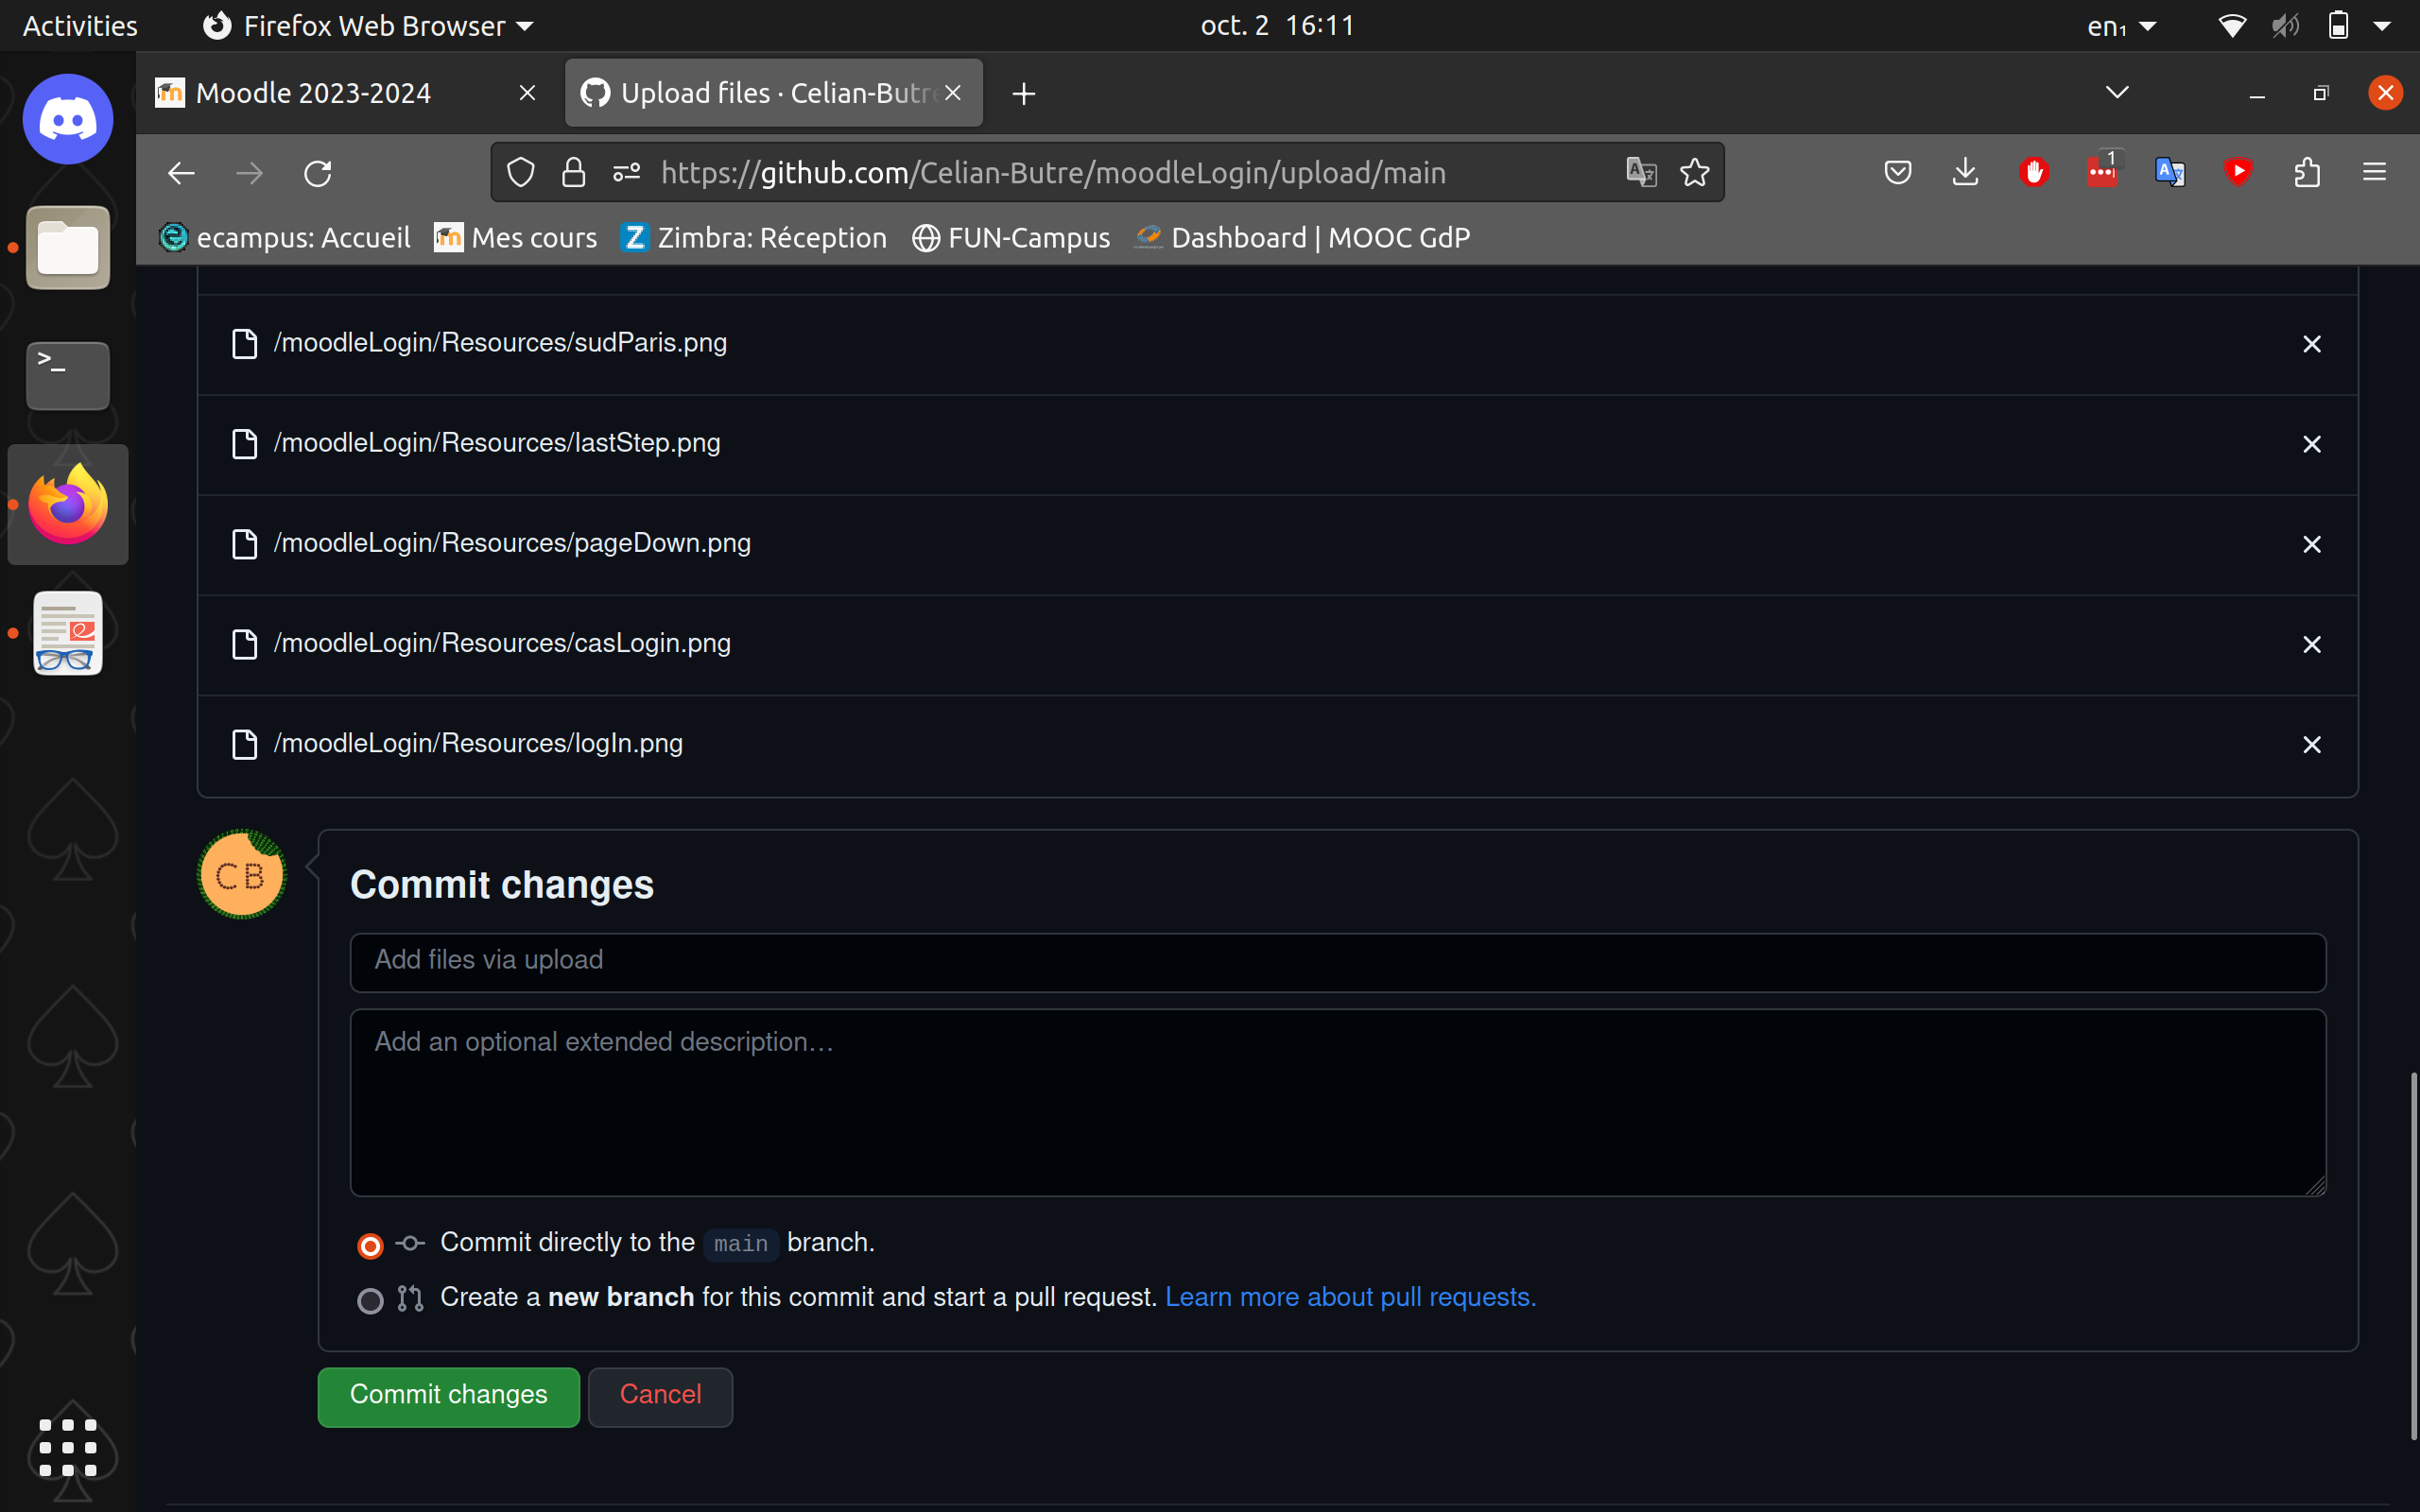 Activities Firefox Web Browser oct. 2 16:11 en₁
Moodle 2023-2024 Upload files · Celian-Butre
https://github.com/Celian-Butre/moodleLogin/upload/main 1
ecampus: Accueil Mes cours Zimbra: Réception FUN-Campus Dashboard | MOOC GdP
/moodleLogin/Resources/sudParis.png
/moodleLogin/Resources/lastStep.png
/moodleLogin/Resources/pageDown.png
/moodleLogin/Resources/casLogin.png
/moodleLogin/Resources/logIn.png
CB
Commit changes
Add files via upload
Add an optional extended description…
Commit directly to the main branch.
Create a new branch for this commit and start a pull request. Learn more about pull requests.
Commit changes Cancel